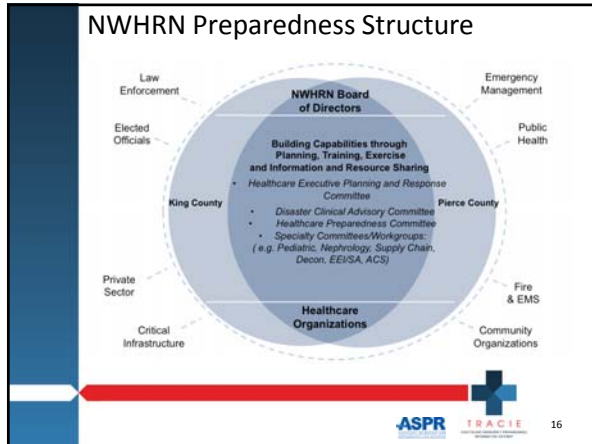 NWHRN Preparedness Structure
Law
Enforcement
Elected
Officials
Private
Sector
Critical
Infrastructure
King County
NWHRN Board
of Directors
Building Capabilities through
Planning, Training, Exercise
and Information and Resource Sharing
• Healthcare Executive Planning and Response
Committee
• Disaster Clinical Advisory Committee
• Healthcare Preparedness Committee
• Specialty Committees/Workgroups:
( e.g. Pediatric, Nephrology, Supply Chain,
Decon, EEI/SA, ACS)
Healthcare
Organizations
Pierce County
Emergency
Management
Public
Health
Fire
& EMS
Community
Organizations
ASPR
TRACIE
16